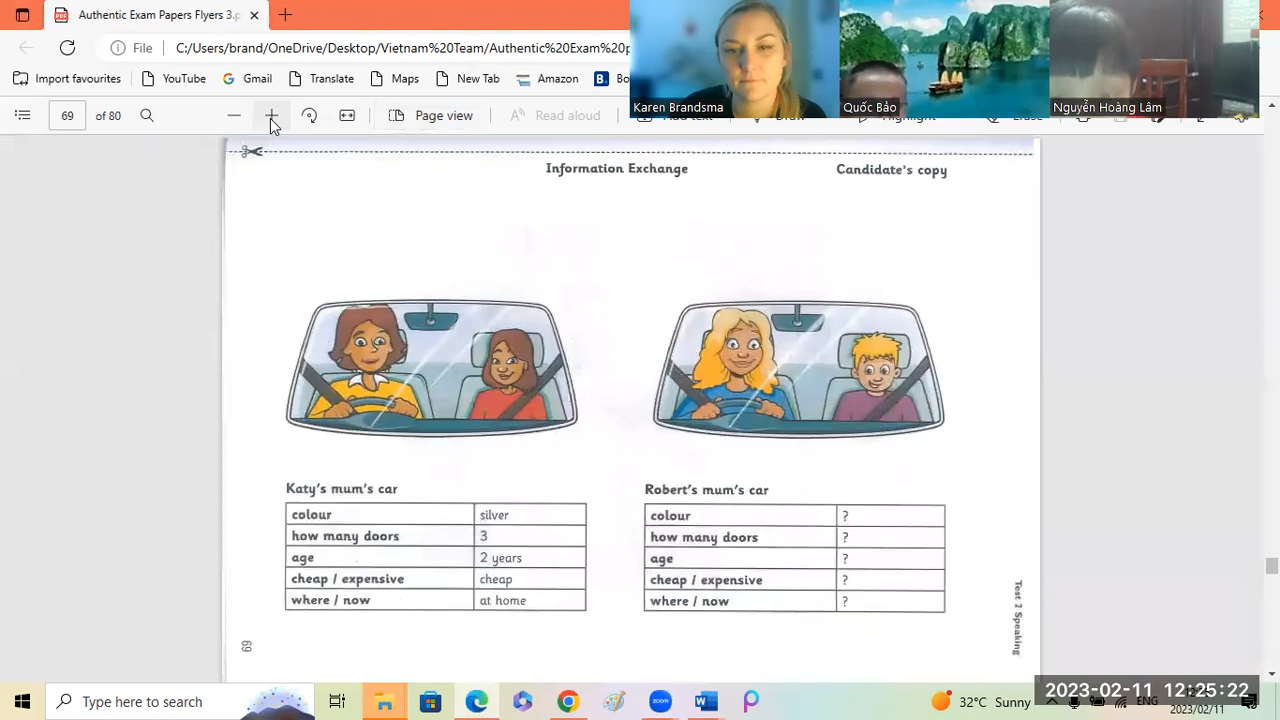 Authentic Exam Papers Flyers 3.p
File
C:/Users/brand/OneDrive/Desktop/Vietnam%20Team/Authentic%20Exam%20p
Import favourites
YouTube
Gmail
Translate
Maps
New Tab
Amazon
B.
Bo
Karen Brandsma
Quốc Bảo
Nguyễn Hoàng Lâm
69
of 80
Page view
Read aloud
Information Exchange
Candidate's copy
Katy's mum's car
colour silver
how many doors 3
age 2 years
cheap / expensive cheap
where / now at home
Robert's mum's car
colour ?
how many doors ?
age ?
cheap / expensive ?
where / now ?
69
Test 2 Speaking
Type here to search
zoom
32°C Sunny
ENG
2023-02-11 12:25:22
2023/02/11